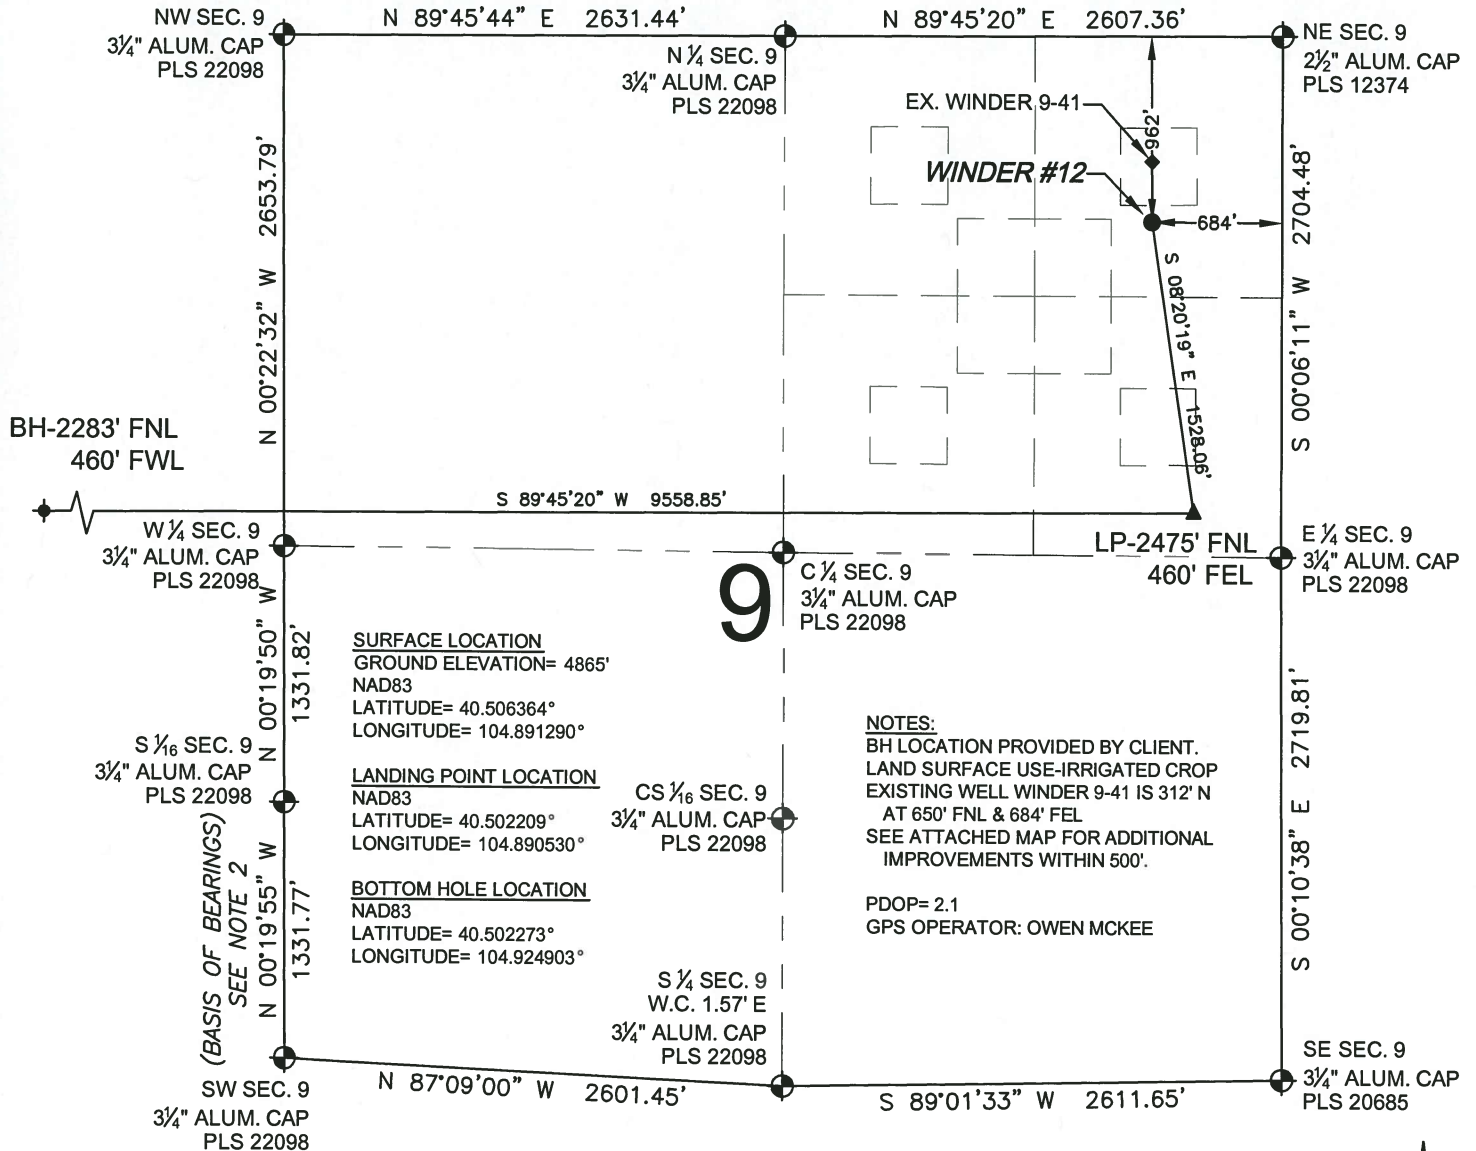 NW SEC. 9
3¼" ALUM. CAP
PLS 22098
N 89°45'44" E 2631.44'
N 89°45'20" E 2607.36'
NE SEC. 9
2½" ALUM. CAP
PLS 12374
N ¼ SEC. 9
3¼" ALUM. CAP
PLS 22098
EX. WINDER 9-41
962'
WINDER #12
684'
N 00°22'32" W 2653.79'
S 00°06'11" W 2704.48'
S 08°20'19" E 1528.06'
BH-2283' FNL
460' FWL
S 89°45'20" W 9558.85'
W ¼ SEC. 9
3¼" ALUM. CAP
PLS 22098
LP-2475' FNL
460' FEL
E ¼ SEC. 9
3¼" ALUM. CAP
PLS 22098
9
C ¼ SEC. 9
3¼" ALUM. CAP
PLS 22098
N 00°19'50" W
1331.82'
SURFACE LOCATION
GROUND ELEVATION= 4865'
NAD83
LATITUDE= 40.506364°
LONGITUDE= 104.891290°
S 1/16 SEC. 9
3¼" ALUM. CAP
PLS 22098
LANDING POINT LOCATION
NAD83
LATITUDE= 40.502209°
LONGITUDE= 104.890530°
CS 1/16 SEC. 9
3¼" ALUM. CAP
PLS 22098
BOTTOM HOLE LOCATION
NAD83
LATITUDE= 40.502273°
LONGITUDE= 104.924903°
NOTES:
BH LOCATION PROVIDED BY CLIENT.
LAND SURFACE USE-IRRIGATED CROP
EXISTING WELL WINDER 9-41 IS 312' N
AT 650' FNL & 684' FEL
SEE ATTACHED MAP FOR ADDITIONAL
IMPROVEMENTS WITHIN 500'.
PDOP= 2.1
GPS OPERATOR: OWEN MCKEE
S 00°10'38" E 2719.81'
(BASIS OF BEARINGS)
SEE NOTE 2
N 00°19'55" W
1331.77'
S ¼ SEC. 9
W.C. 1.57' E
3¼" ALUM. CAP
PLS 22098
SW SEC. 9
3¼" ALUM. CAP
PLS 22098
N 87°09'00" W 2601.45'
S 89°01'33" W 2611.65'
SE SEC. 9
3¼" ALUM. CAP
PLS 20685